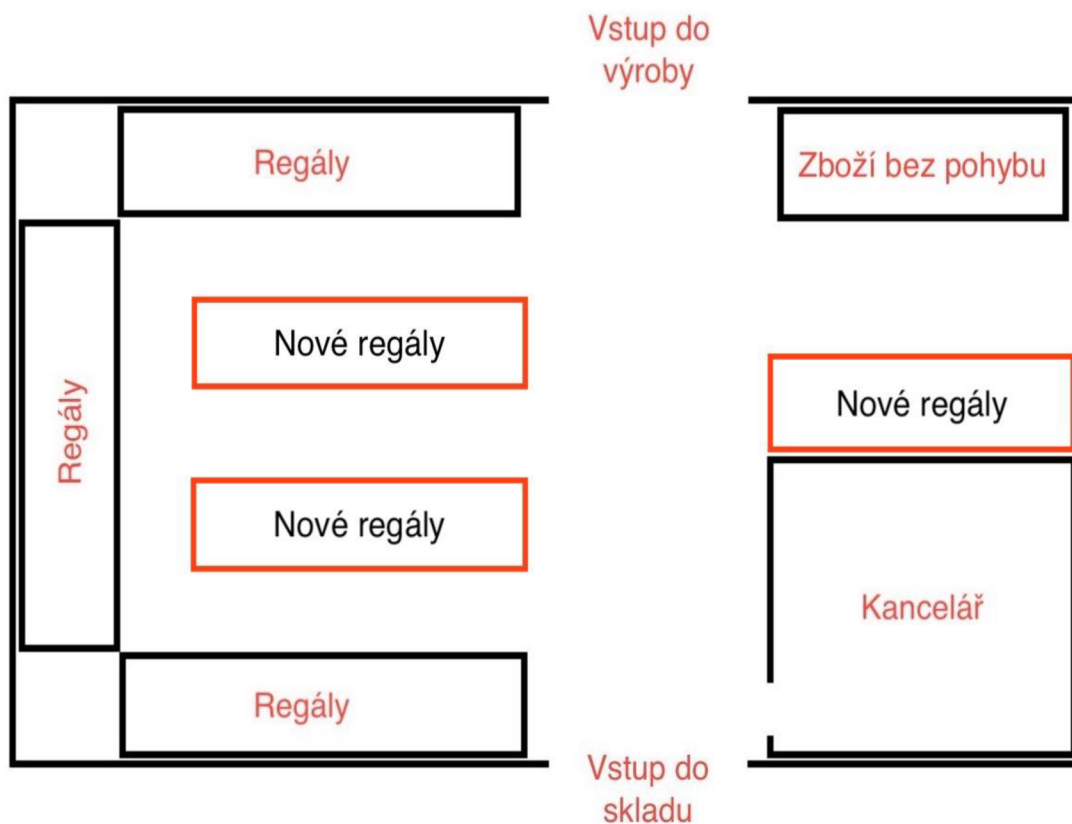 Vstup do
výroby
Regály
Zboží bez pohybu
Nové regály
Nové regály
Regály
Nové regály
Kancelář
Regály
Vstup do
skladu